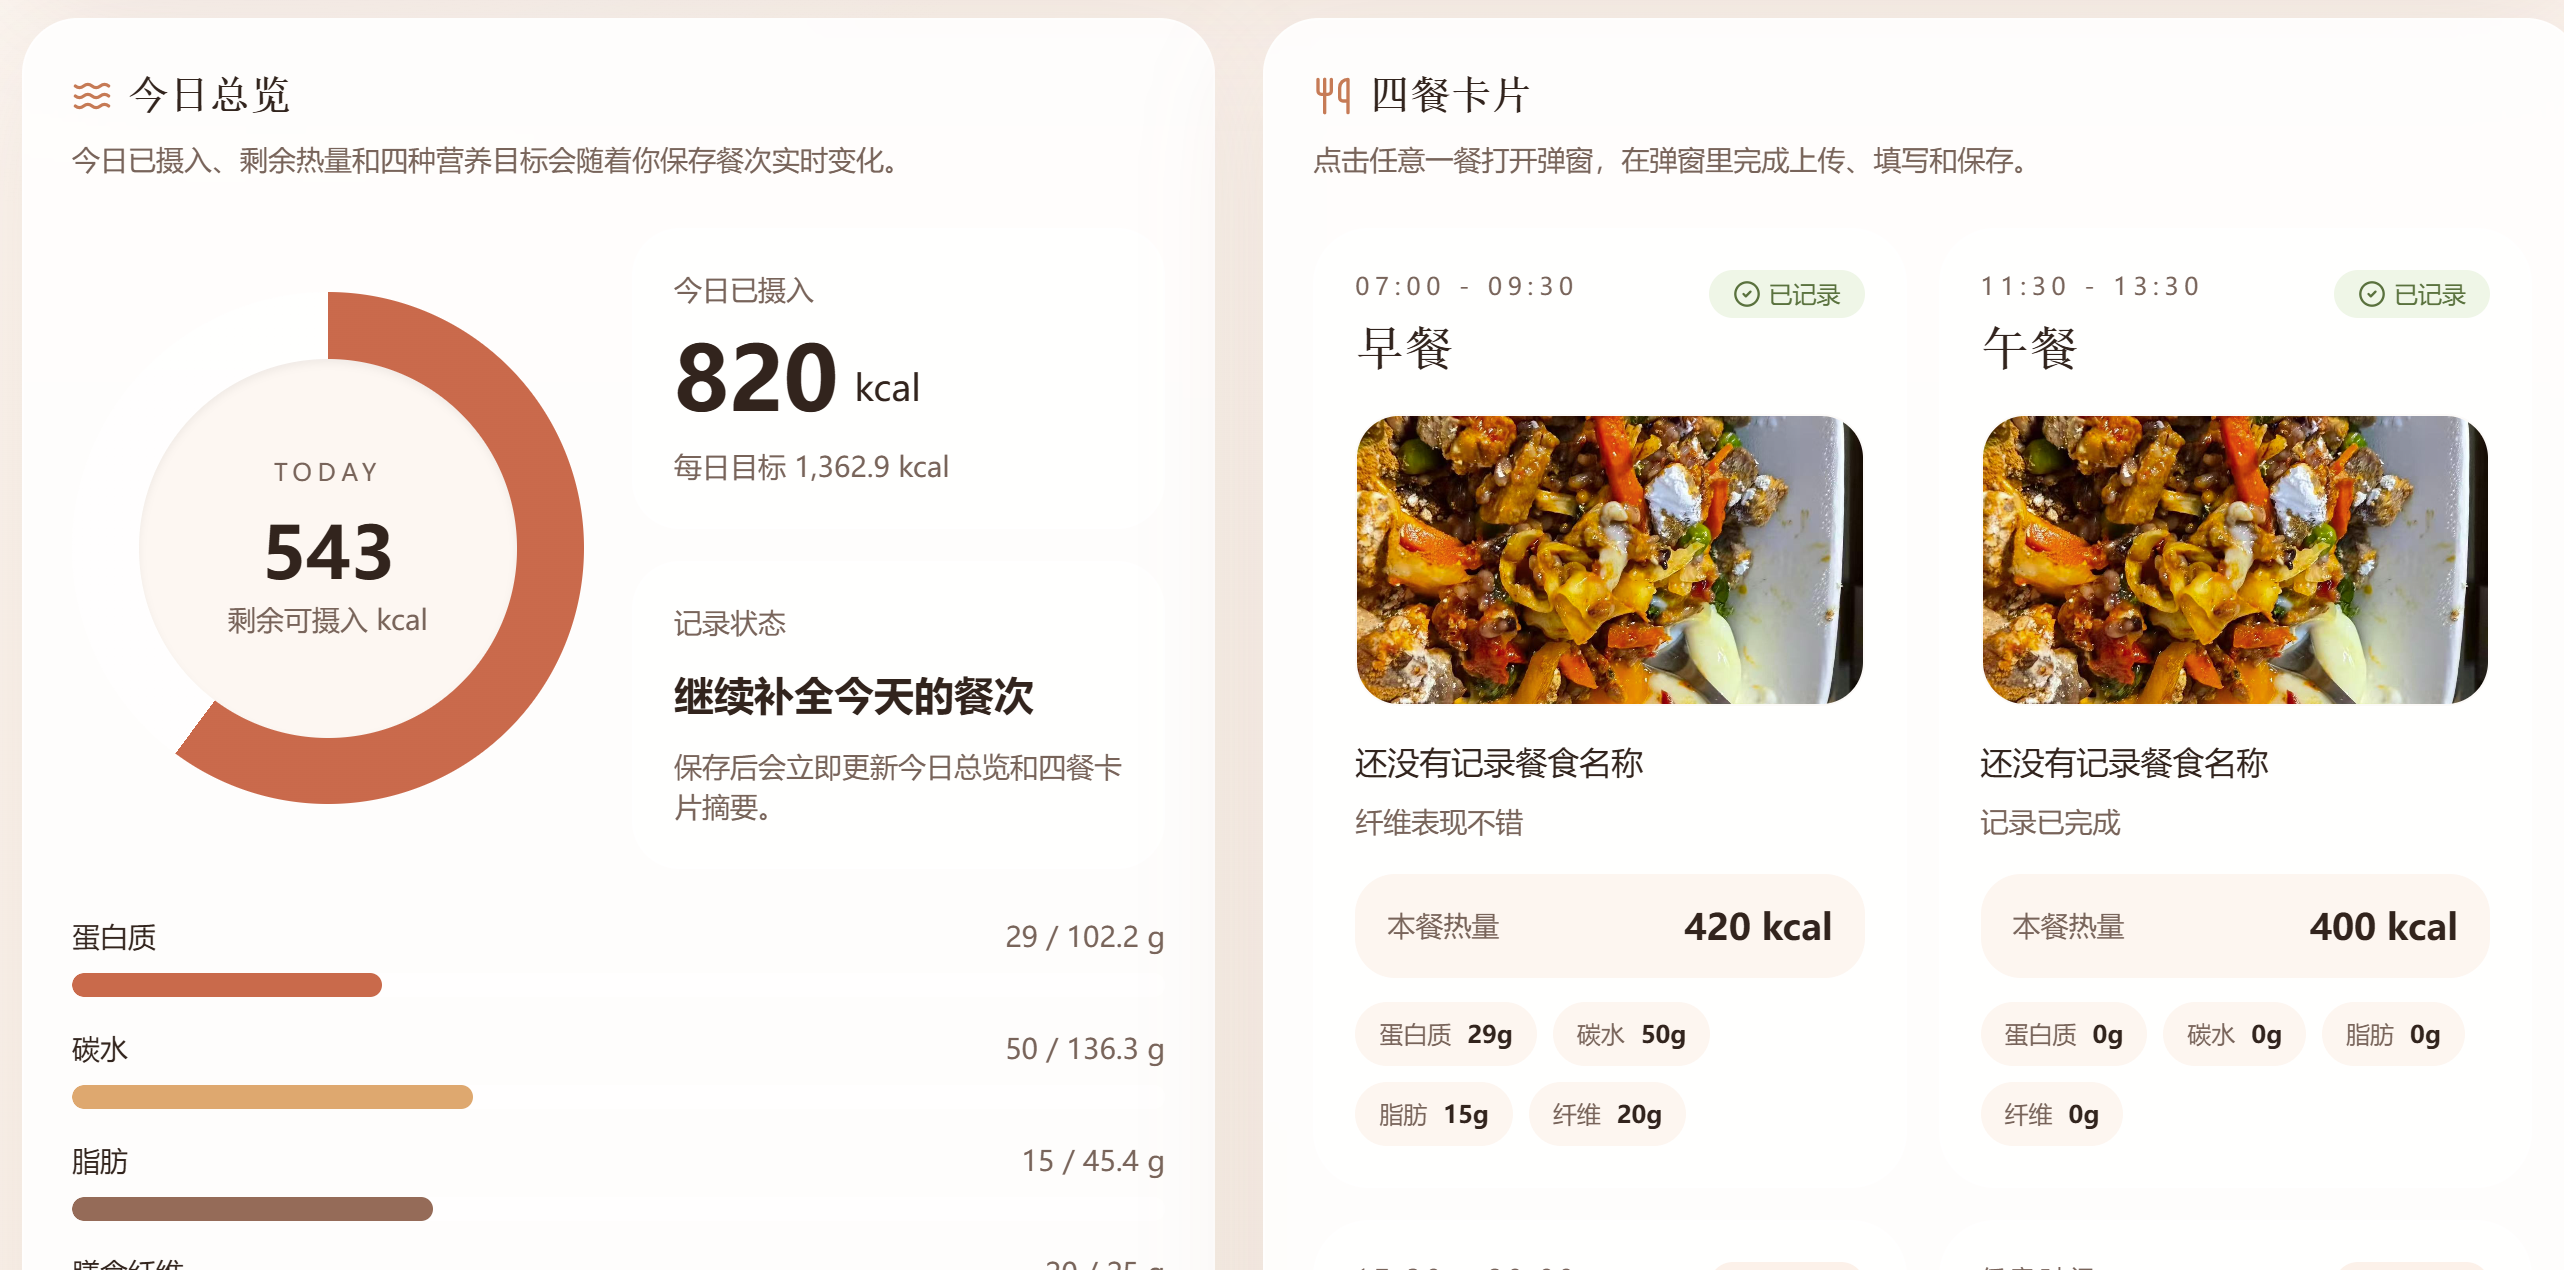 今日总览
今日已摄入、剩余热量和四种营养目标会随着你保存餐次实时变化。
TODAY
543
剩余可摄入 kcal
今日已摄入
820 kcal
每日目标 1,362.9 kcal
记录状态
继续补全今天的餐次
保存后会立即更新今日总览和四餐卡
片摘要。
蛋白质 29 / 102.2 g
碳水 50 / 136.3 g
脂肪 15 / 45.4 g
四餐卡片
点击任意一餐打开弹窗，在弹窗里完成上传、填写和保存。
07:00 - 09:30
已记录
早餐
还没有记录餐食名称
纤维表现不错
本餐热量 420 kcal
蛋白质 29g 碳水 50g
脂肪 15g 纤维 20g
11:30 - 13:30
已记录
午餐
还没有记录餐食名称
记录已完成
本餐热量 400 kcal
蛋白质 0g 碳水 0g 脂肪 0g
纤维 0g